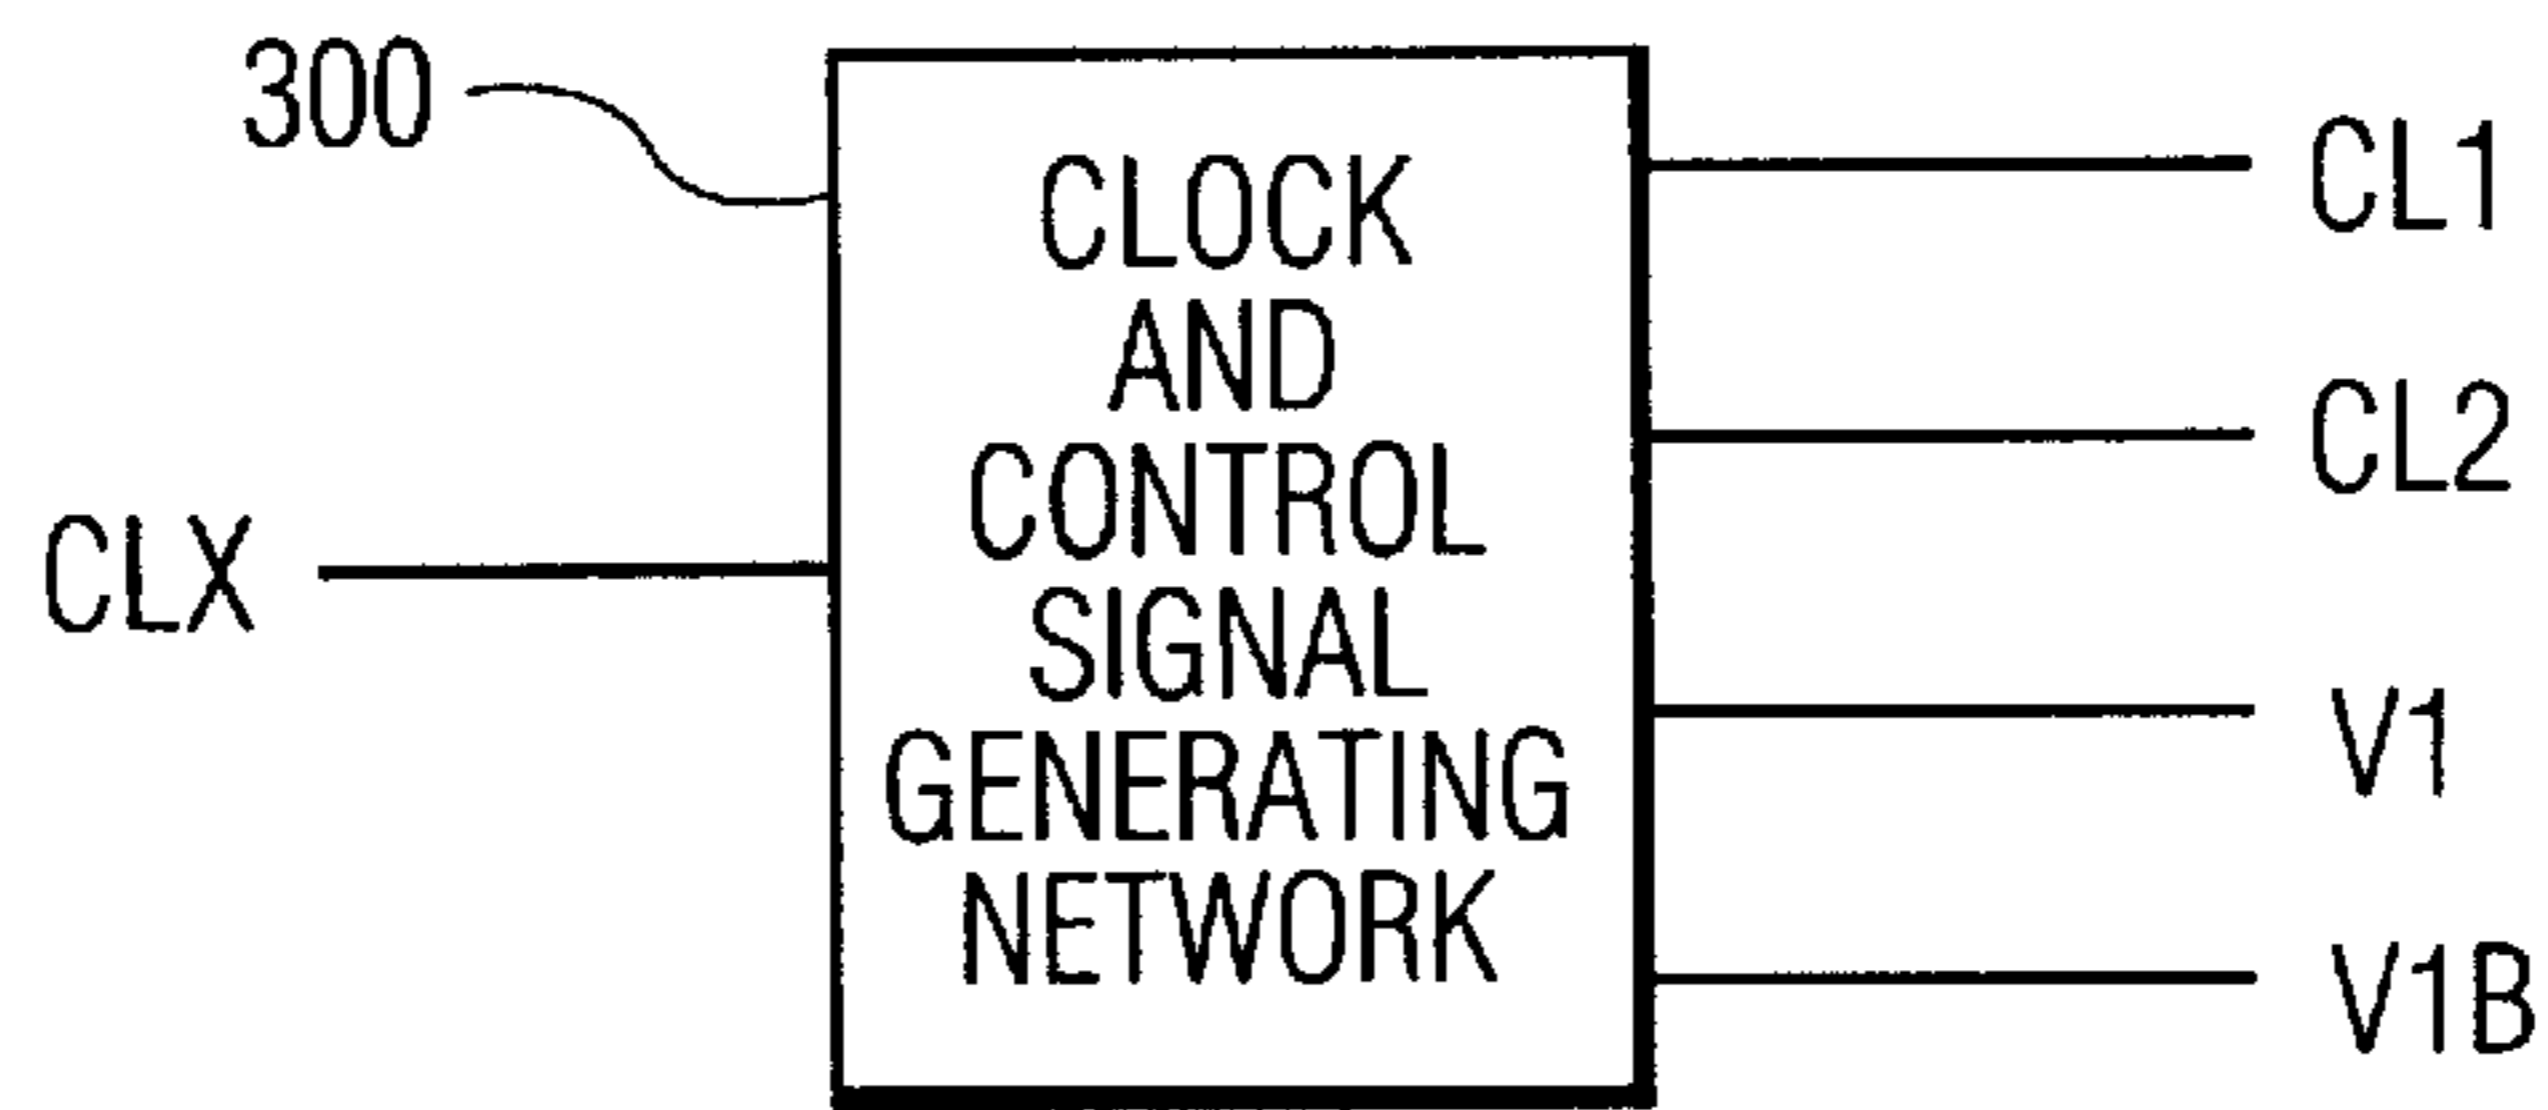 300
CLOCK
AND
CONTROL
SIGNAL
GENERATING
NETWORK
CLX
CL1
CL2
V1
V1B